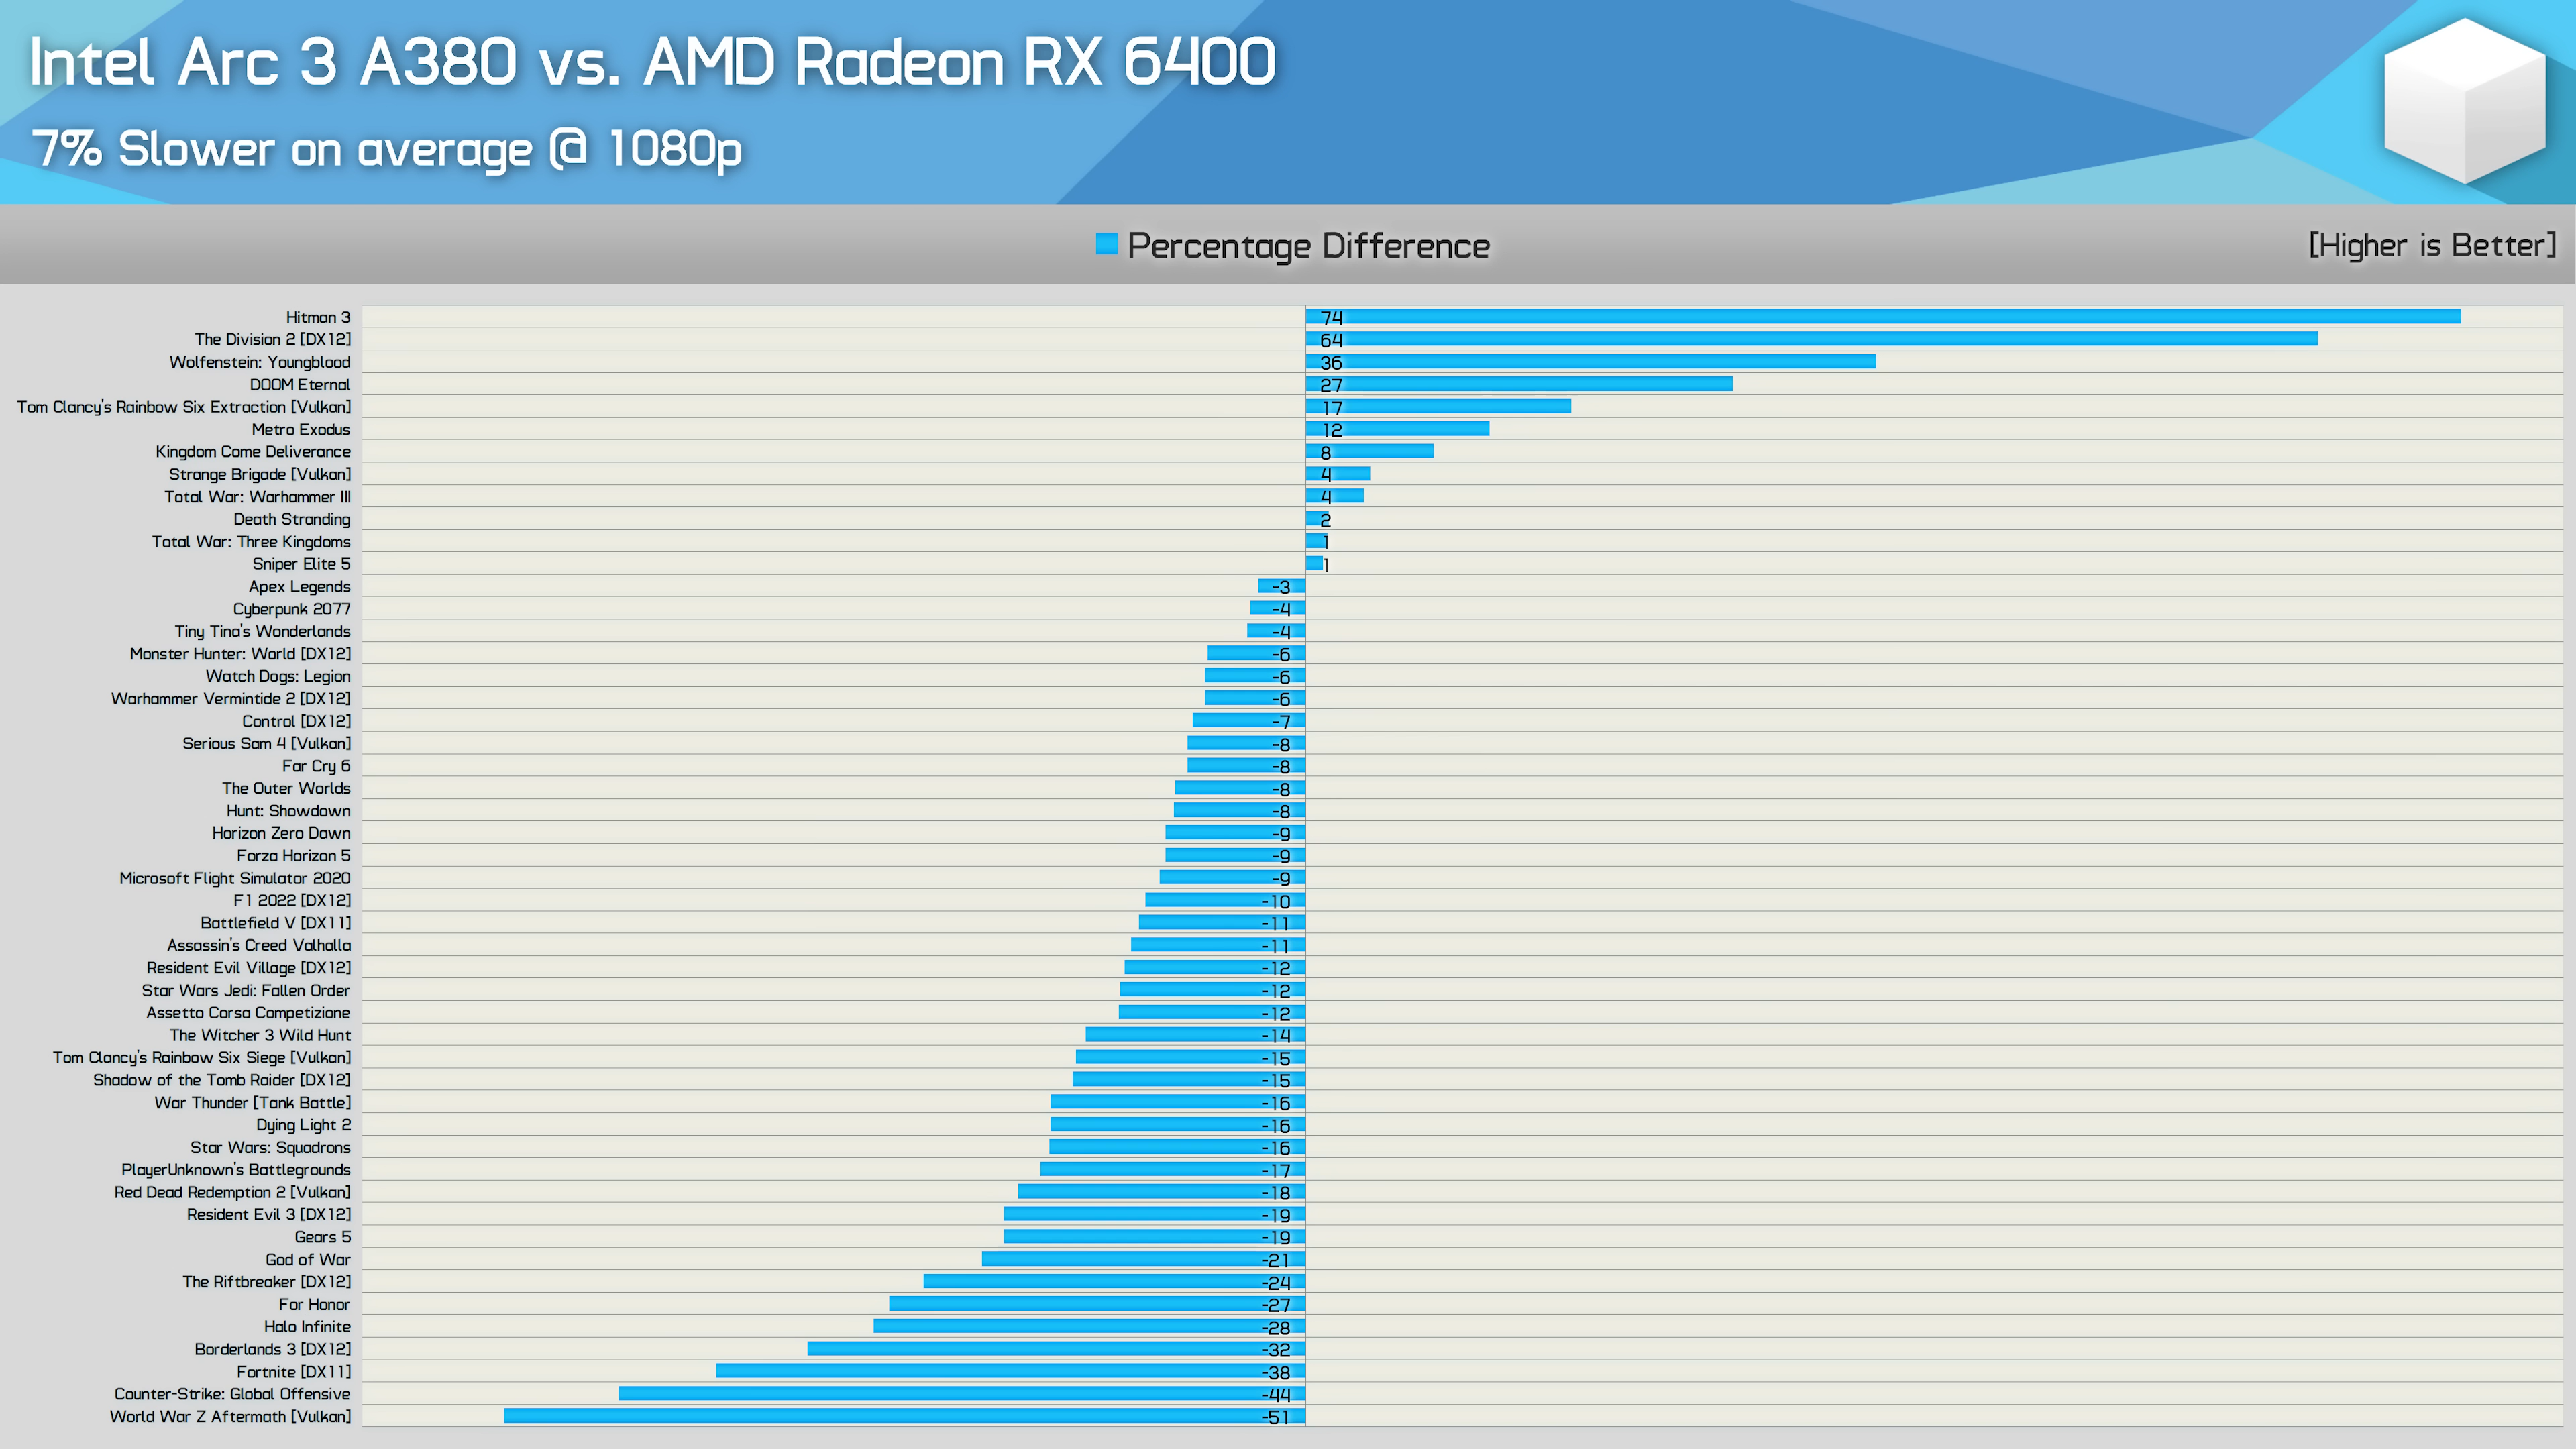 Intel Arc 3 A380 vs. AMD Radeon RX 6400
7% Slower on average @ 1080p
Percentage Difference
[Higher is Better]
Hitman 3 74
The Division 2 [DX12] 64
Wolfenstein: Youngblood 36
DOOM Eternal 27
Tom Clancy's Rainbow Six Extraction [Vulkan] 17
Metro Exodus 12
Kingdom Come Deliverance 8
Strange Brigade [Vulkan] 4
Total War: Warhammer III 4
Death Stranding 2
Total War: Three Kingdoms 1
Sniper Elite 5 1
Apex Legends -3
Cyberpunk 2077 -4
Tiny Tina's Wonderlands -4
Monster Hunter: World [DX12] -6
Watch Dogs: Legion -6
Warhammer Vermintide 2 [DX12] -6
Control [DX12] -7
Serious Sam 4 [Vulkan] -8
Far Cry 6 -8
The Outer Worlds -8
Hunt: Showdown -8
Horizon Zero Dawn -9
Forza Horizon 5 -9
Microsoft Flight Simulator 2020 -9
F1 2022 [DX12] -10
Battlefield V [DX11] -11
Assassin's Creed Valhalla -11
Resident Evil Village [DX12] -12
Star Wars Jedi: Fallen Order -12
Assetto Corsa Competizione -12
The Witcher 3 Wild Hunt -14
Tom Clancy's Rainbow Six Siege [Vulkan] -15
Shadow of the Tomb Raider [DX12] -15
War Thunder [Tank Battle] -16
Dying Light 2 -16
Star Wars: Squadrons -16
PlayerUnknown's Battlegrounds -17
Red Dead Redemption 2 [Vulkan] -18
Resident Evil 3 [DX12] -19
Gears 5 -19
God of War -21
The Riftbreaker [DX12] -24
For Honor -27
Halo Infinite -28
Borderlands 3 [DX12] -32
Fortnite [DX11] -38
Counter-Strike: Global Offensive -44
World War Z Aftermath [Vulkan] -51